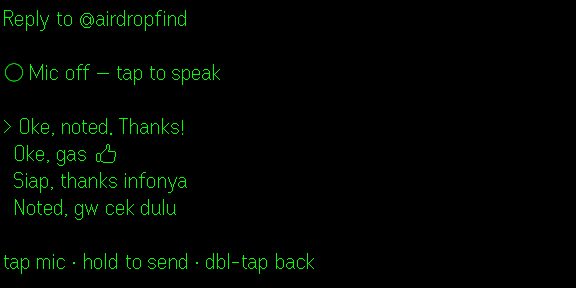 Reply to @airdropfind
○ Mic off — tap to speak
> Oke, noted. Thanks!
Oke, gas 👍
Siap, thanks infonya
Noted, gw cek dulu
tap mic · hold to send · dbl-tap back